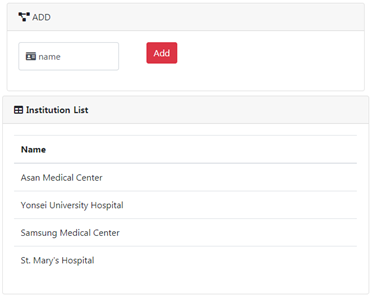 ADD
name
Add
Institution List
Name
Asan Medical Center
Yonsei University Hospital
Samsung Medical Center
St. Mary's Hospital